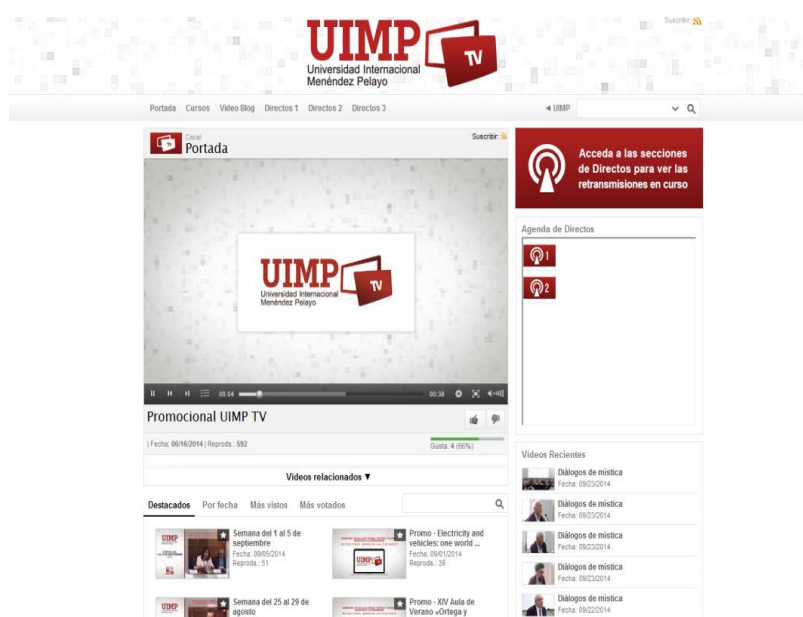 Suscribir
UIMP
TV
Universidad Internacional
Menéndez Pelayo
Portada Cursos Video Blog Directos 1 Directos 2 Directos 3
UIMP
Canal
Portada
Suscribir:
Acceda a las secciones
de Directos para ver las
retransmisiones en curso
Agenda de Directos
1
2
UIMP
TV
Universidad Internacional
Menéndez Pelayo
00:04
00:38
Promocional UIMP TV
| Fecha: 06/16/2014 | Reprods.: 592
Gusta: 4 (66%)
Videos relacionados ▼
Destacados Por fecha Más vistos Más votados
Semana del 1 al 5 de
septiembre
Fecha: 09/05/2014
Reprods.: 51
Promo - Electricity and
vehicles: one world ...
Fecha: 09/01/2014
Reprods.: 39
Semana del 25 al 29 de
agosto
Promo - XIV Aula de
Verano «Ortega y
UIMP
UIMP
UIMP
Videos Recientes
Diálogos de mística
Fecha: 09/23/2014
Diálogos de mística
Fecha: 09/23/2014
Diálogos de mística
Fecha: 09/23/2014
Diálogos de mística
Fecha: 09/23/2014
Diálogos de mística
Fecha: 09/22/2014